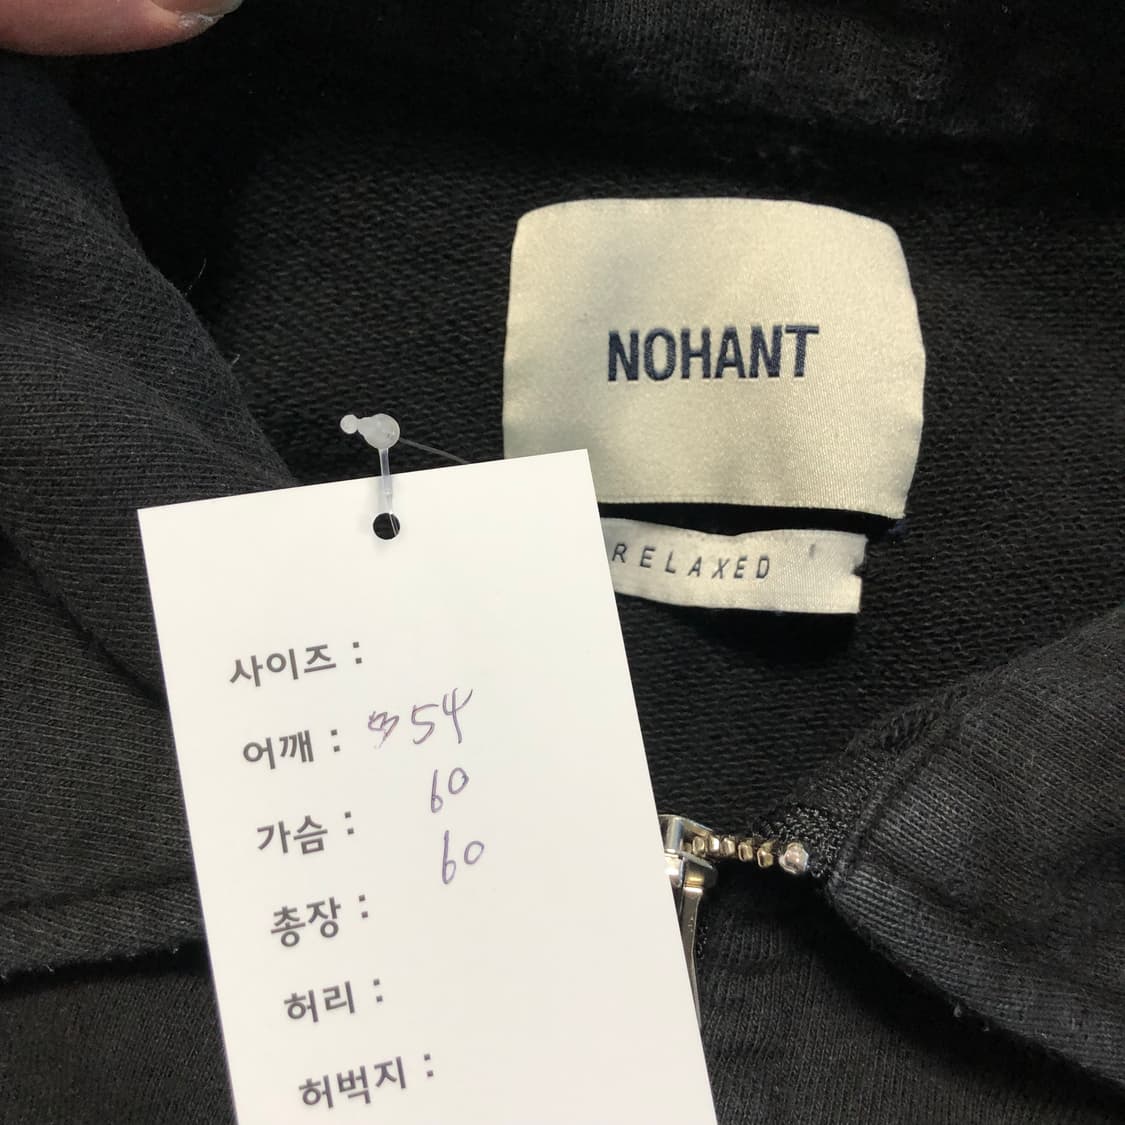 NOHANT
RELAXED
사이즈 :
어깨 : 54
가슴 : 60
총장 : 60
허리 :
허벅지 :